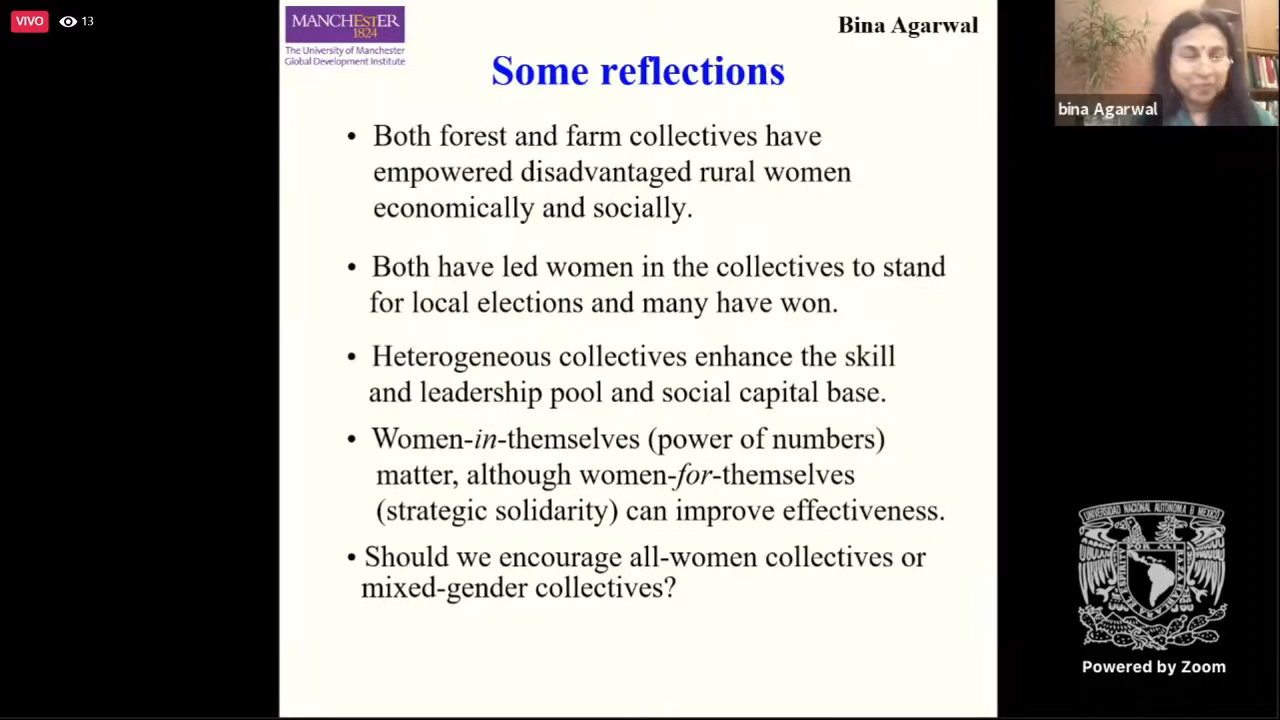 VIVO 13
MANCHESTER
1824
The University of Manchester
Global Development Institute
Bina Agarwal
Some reflections
bina Agarwal
• Both forest and farm collectives have
empowered disadvantaged rural women
economically and socially.
• Both have led women in the collectives to stand
for local elections and many have won.
• Heterogeneous collectives enhance the skill
and leadership pool and social capital base.
• Women-in-themselves (power of numbers)
matter, although women-for-themselves
(strategic solidarity) can improve effectiveness.
• Should we encourage all-women collectives or
mixed-gender collectives?
UNIVERSIDAD NACIONAL AUTONOMA
Powered by Zoom